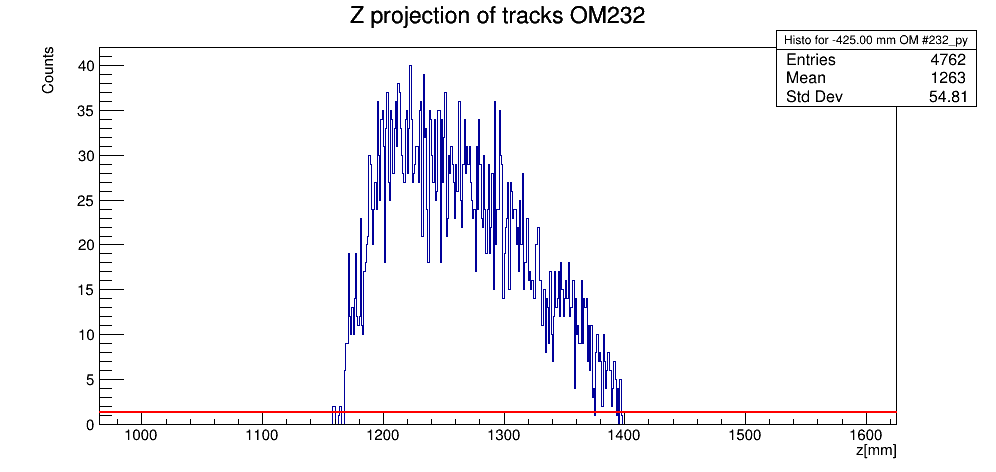 Z projection of tracks OM232
Histo for -425.00 mm OM #232_py
Entries 4762
Mean 1263
Std Dev 54.81
Counts
40
35
30
25
20
15
10
5
0
1000 1100 1200 1300 1400 1500 1600
z[mm]